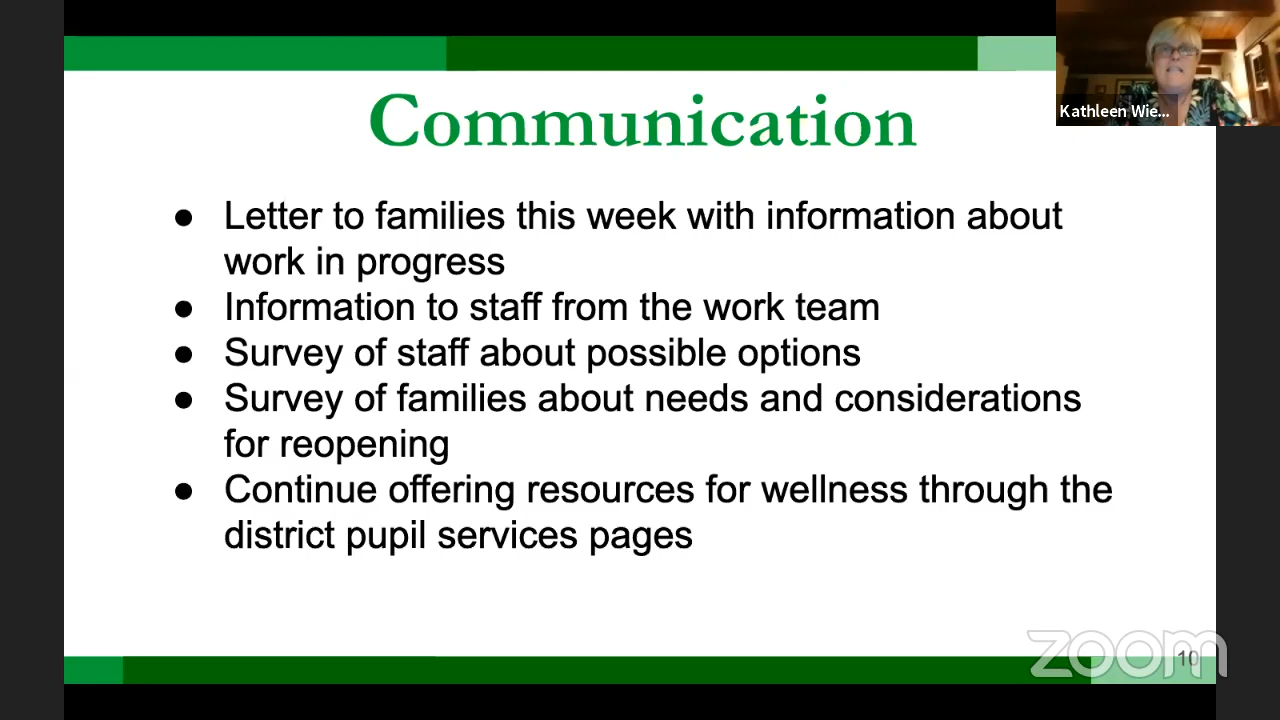 Communication
Kathleen Wie...
● Letter to families this week with information about
work in progress
● Information to staff from the work team
● Survey of staff about possible options
● Survey of families about needs and considerations
for reopening
● Continue offering resources for wellness through the
district pupil services pages
zoom
10